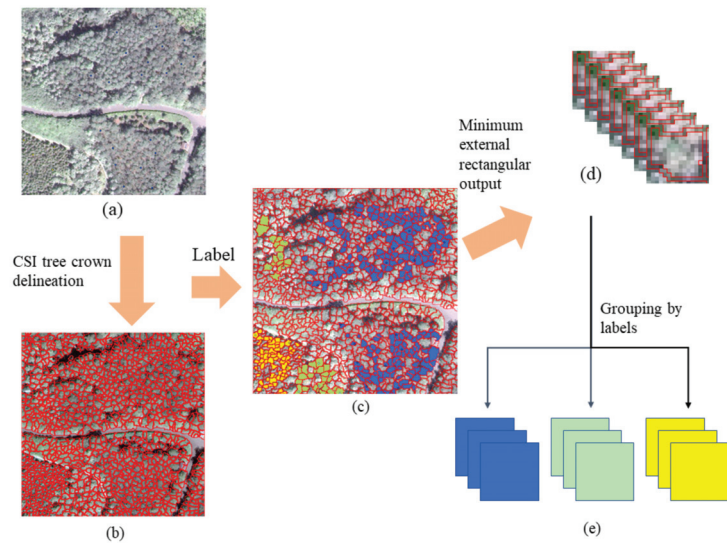 (a)
CSI tree crown
delineation
(b)
Label
(c)
Minimum
external
rectangular
output
(d)
Grouping by
labels
(e)